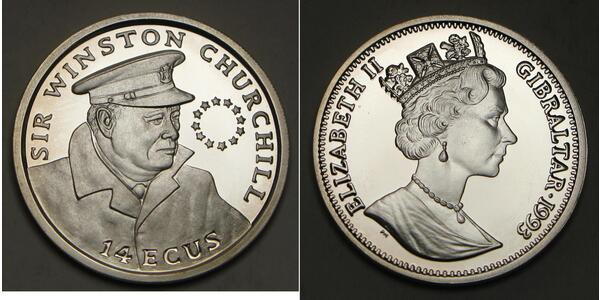 SIR WINSTON CHURCHILL
14 ECUS
ELIZABETH II
GIBRALTAR · 1993